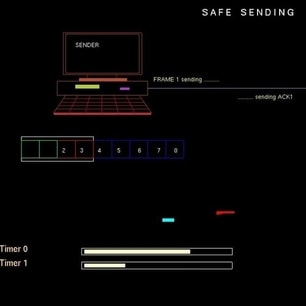 SAFE SENDING
SENDER
FRAME 1 sending ........
......... sending ACK1
2 3 4 5 6 7 8
Timer 0
Timer 1